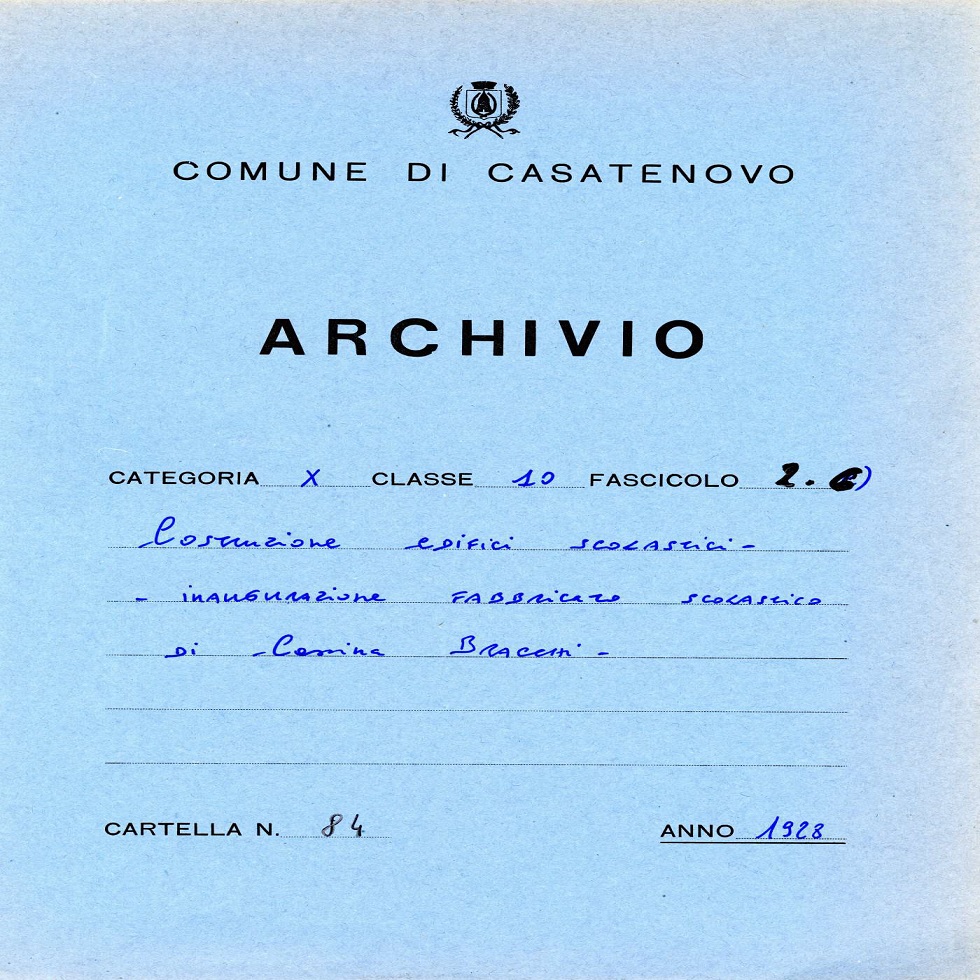 COMUNE DI CASATENOVO
ARCHIVIO
CATEGORIA X CLASSE 10 FASCICOLO 2.
Costruzione edifici scolastici -
- inaugurazione fabbricato scolastico
di Cascina Bracchi -
CARTELLA N. 84
ANNO 1928